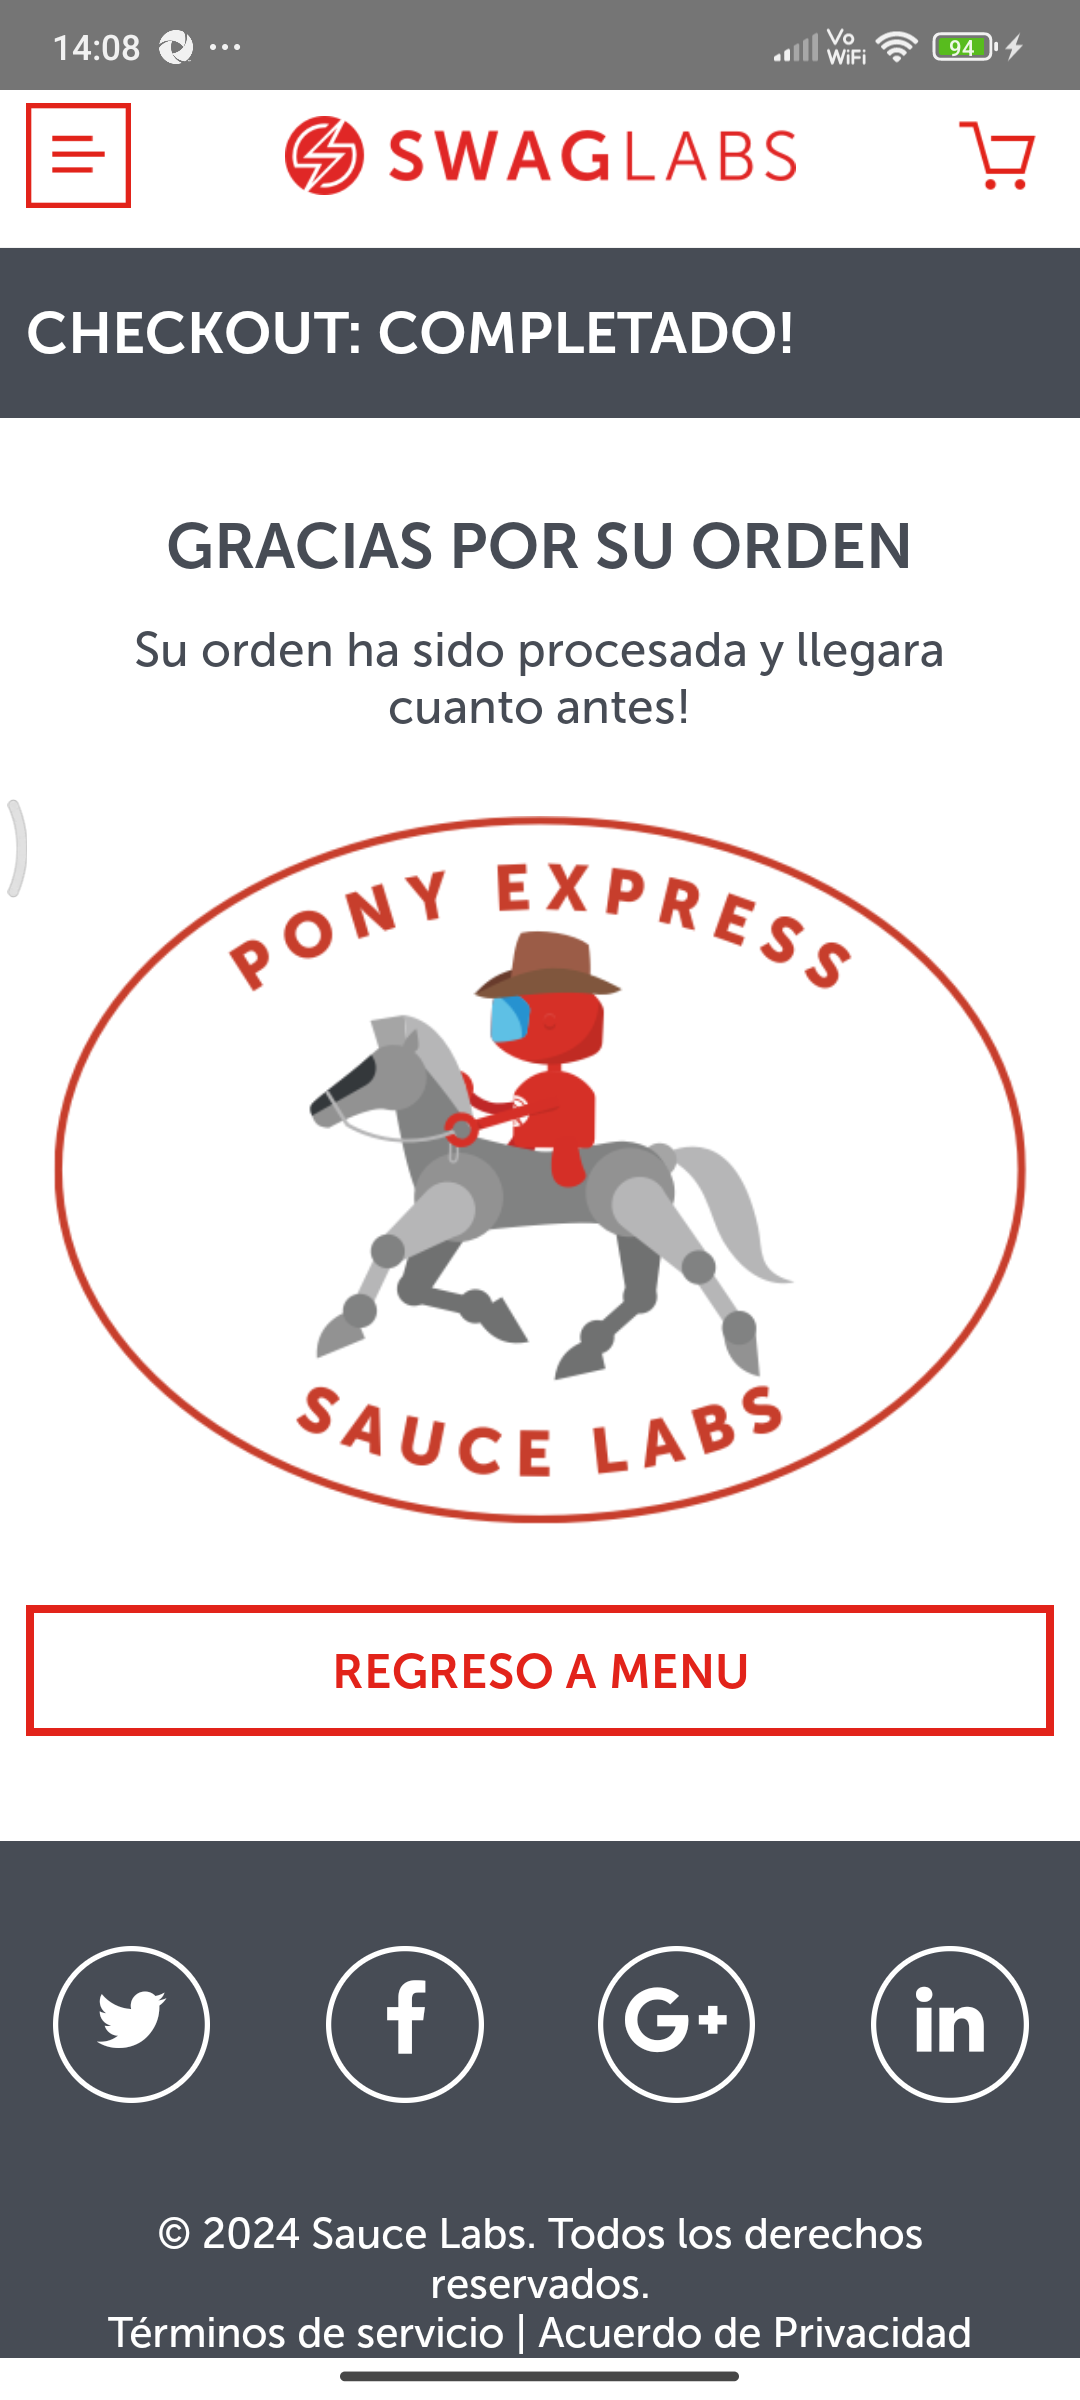 14:08
Vo
WiFi
94
SWAGLABS
CHECKOUT: COMPLETADO!
GRACIAS POR SU ORDEN
Su orden ha sido procesada y llegara
cuanto antes!
PONY EXPRESS
SAUCE LABS
REGRESO A MENU
f
G+
in
© 2024 Sauce Labs. Todos los derechos
reservados.
Términos de servicio | Acuerdo de Privacidad